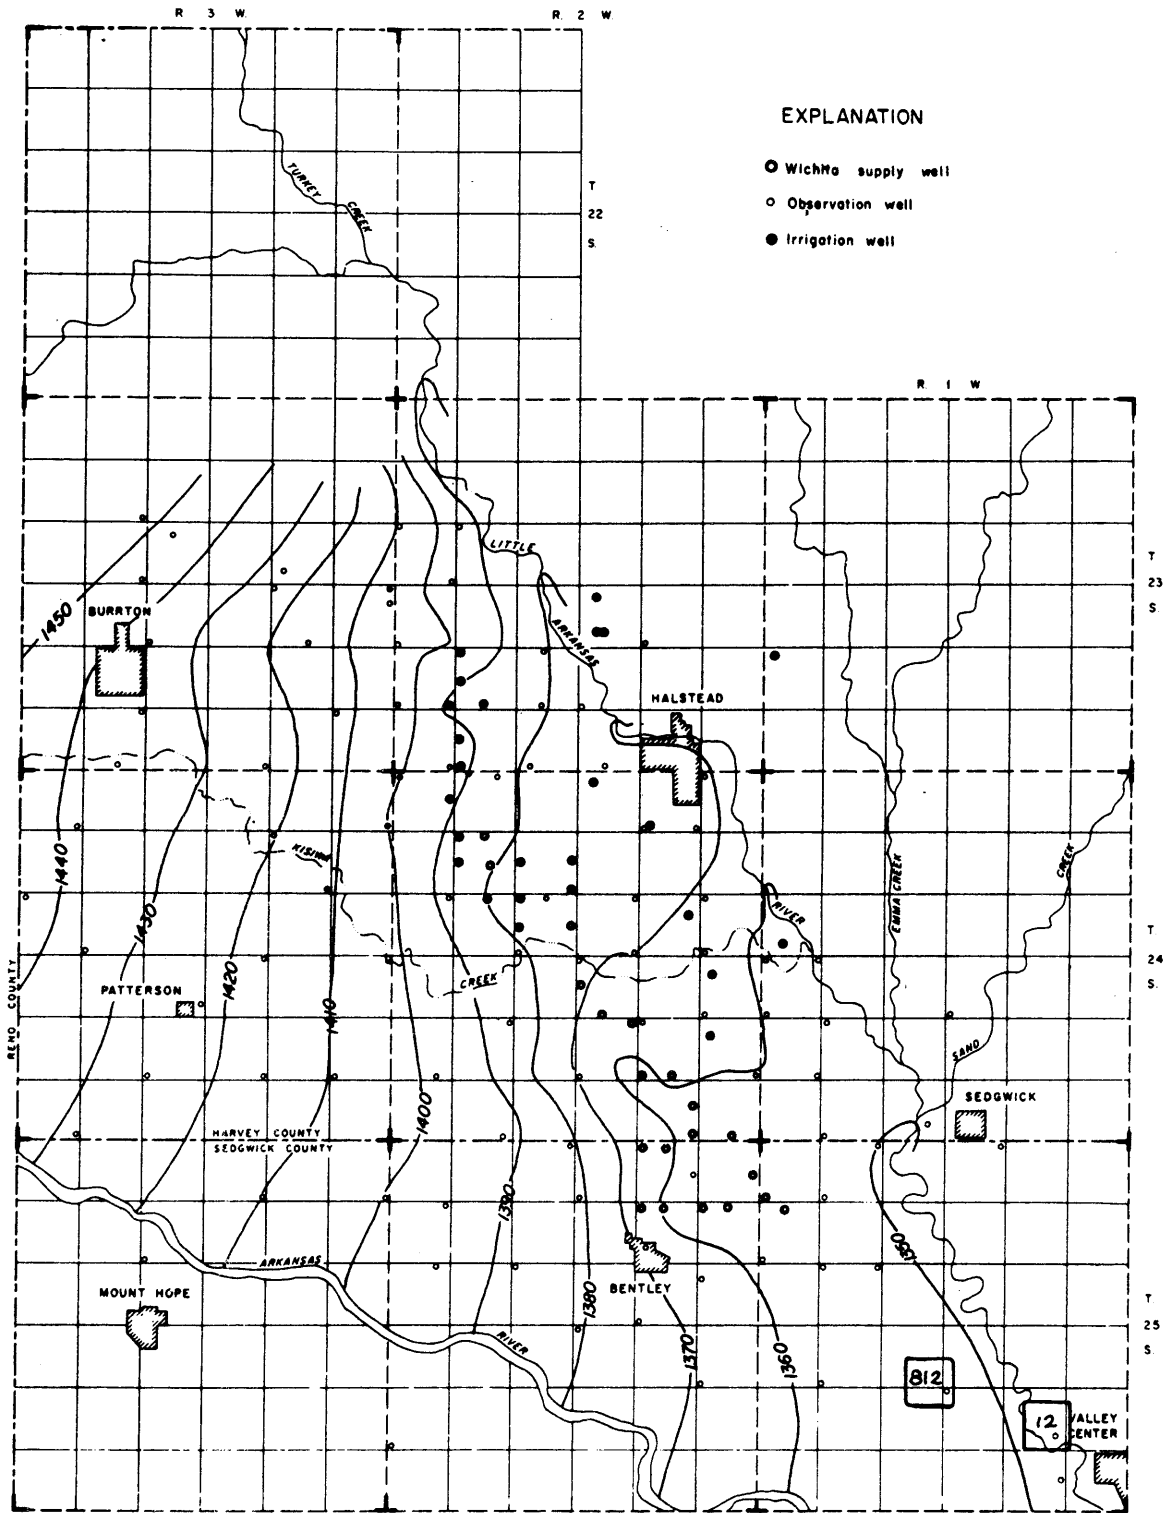 R 3 W.
R. 2 W.
EXPLANATION
Wichita supply well
Observation well
Irrigation well
T
22
S.
TURKEY
CREEK
R. 1 W
T
23
S.
LITTLE
ARKANSAS
1450
BURRTON
HALSTEAD
1440
KISIWA
CREEK
RIVER
EMMA CREEK
CREEK
SAND
T.
24
S.
1430
1420
1410
1400
PATTERSON
RENO COUNTY
SEDGWICK
HARVEY COUNTY
SEDGWICK COUNTY
1390
1380
1350
ARKANSAS
RIVER
MOUNT HOPE
BENTLEY
1370
1360
T.
25
S.
812
12
VALLEY
CENTER